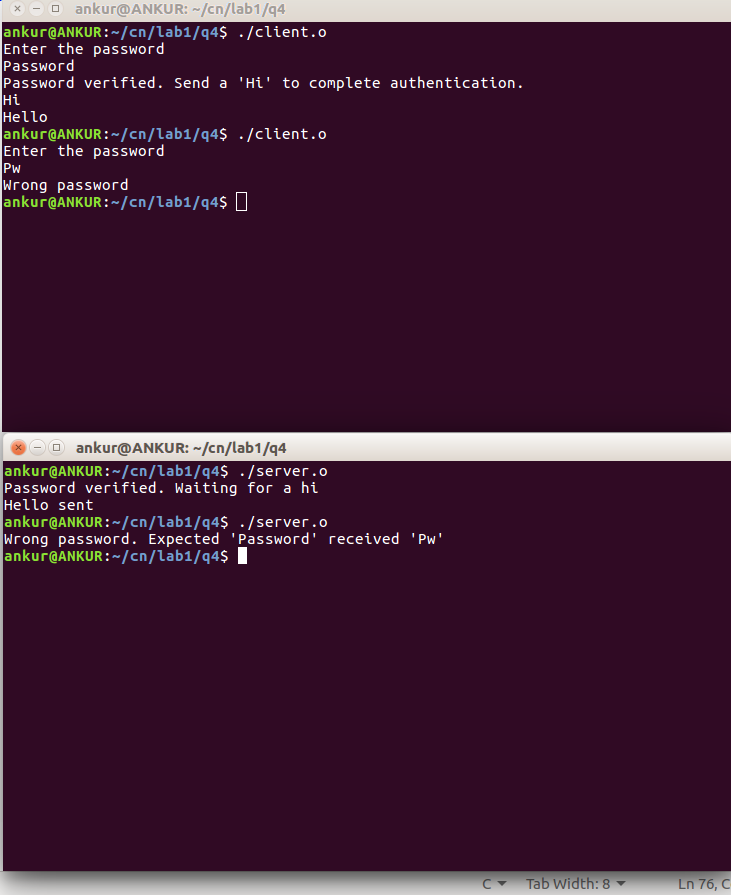 ankur@ANKUR: ~/cn/lab1/q4
ankur@ANKUR:~/cn/lab1/q4$ ./client.o
Enter the password
Password
Password verified. Send a 'Hi' to complete authentication.
Hi
Hello
ankur@ANKUR:~/cn/lab1/q4$ ./client.o
Enter the password
Pw
Wrong password
ankur@ANKUR:~/cn/lab1/q4$
ankur@ANKUR: ~/cn/lab1/q4
ankur@ANKUR:~/cn/lab1/q4$ ./server.o
Password verified. Waiting for a hi
Hello sent
ankur@ANKUR:~/cn/lab1/q4$ ./server.o
Wrong password. Expected 'Password' received 'Pw'
ankur@ANKUR:~/cn/lab1/q4$
C Tab Width: 8 Ln 76, C